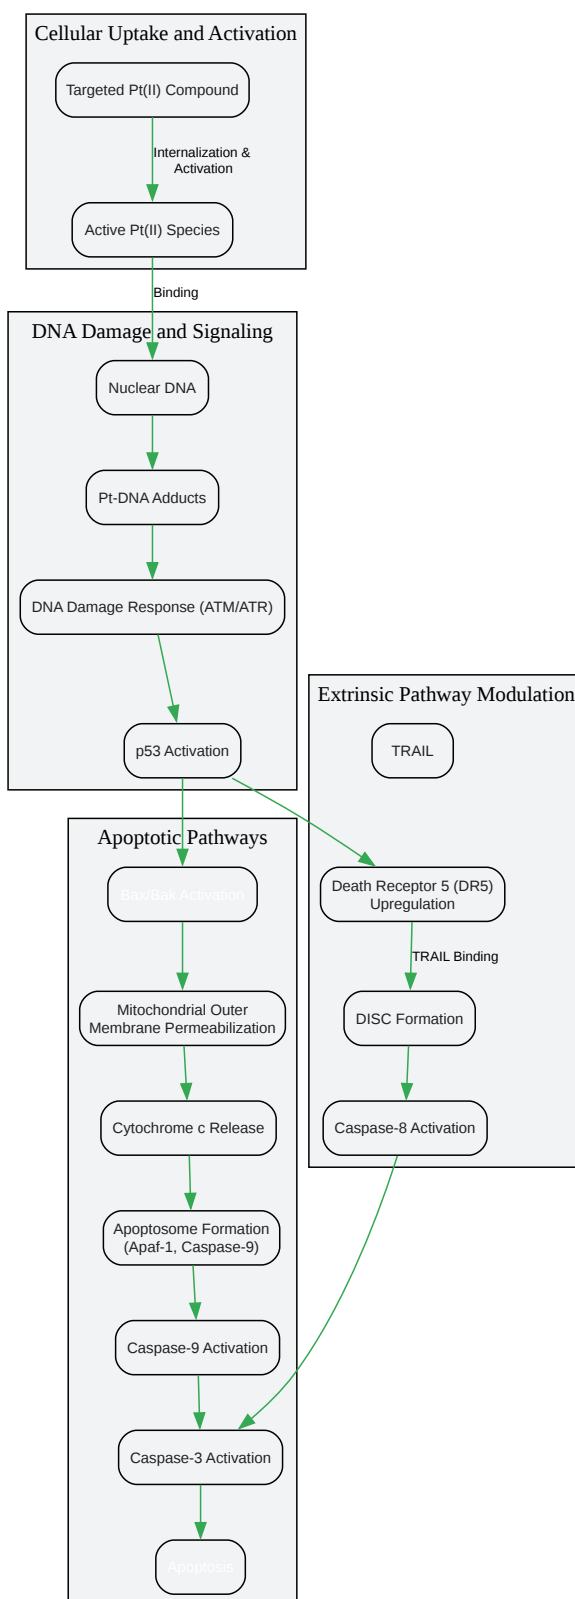 Cellular Uptake and Activation
Targeted Pt(II) Compound
Internalization &
Activation
Active Pt(II) Species
Binding
DNA Damage and Signaling
Nuclear DNA
Pt-DNA Adducts
DNA Damage Response (ATM/ATR)
p53 Activation
Extrinsic Pathway Modulation
TRAIL
Apoptotic Pathways
Bax/Bak Activation
Death Receptor 5 (DR5)
Upregulation
TRAIL Binding
Mitochondrial Outer
Membrane Permeabilization
DISC Formation
Cytochrome c Release
Caspase-8 Activation
Apoptosome Formation
(Apaf-1, Caspase-9)
Caspase-9 Activation
Caspase-3 Activation
Apoptosis